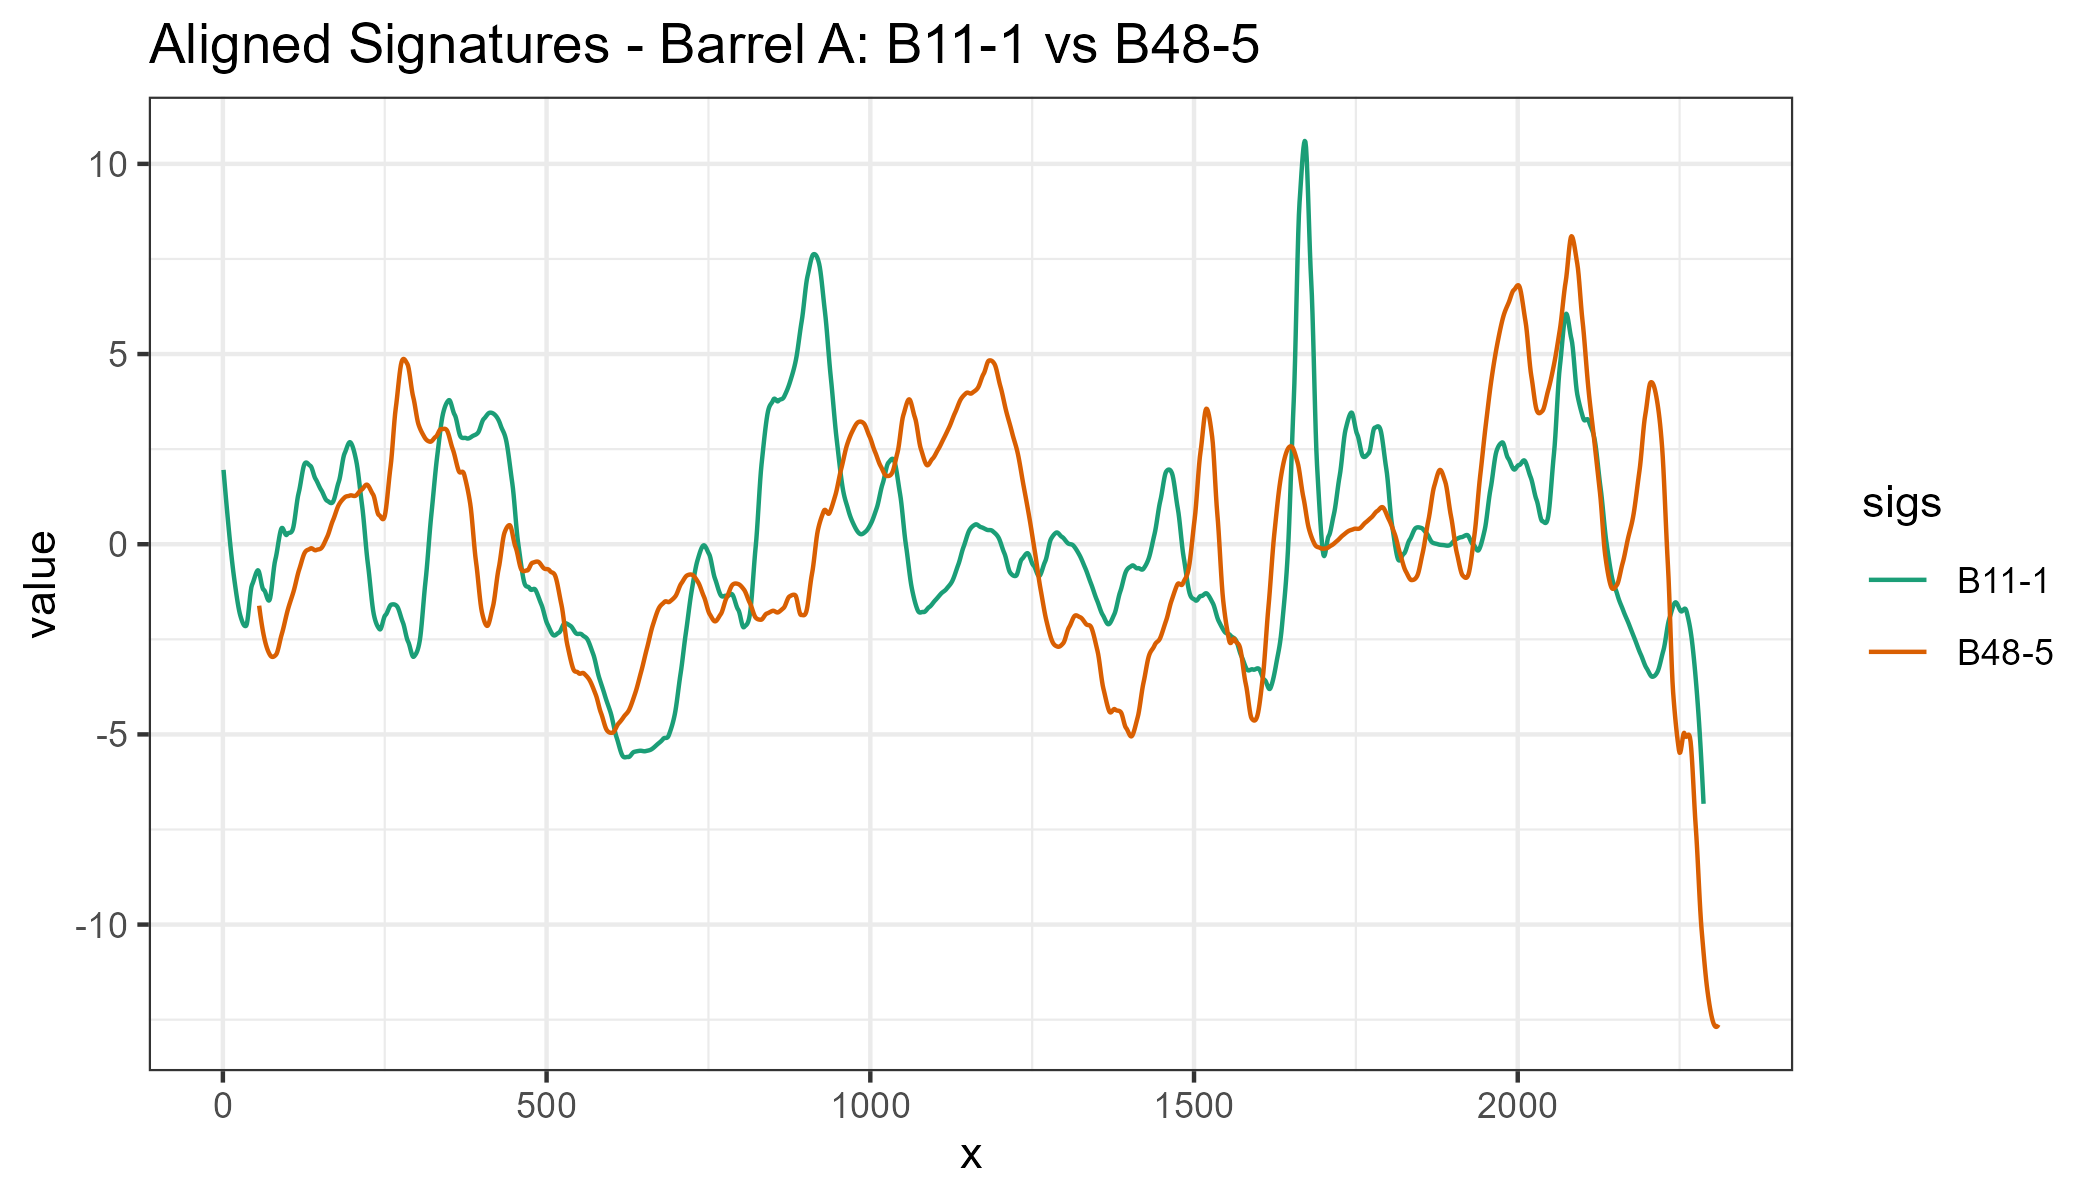 Aligned Signatures - Barrel A: B11-1 vs B48-5
10
5
0
-5
-10
value
0 500 1000 1500 2000
x
sigs
B11-1
B48-5